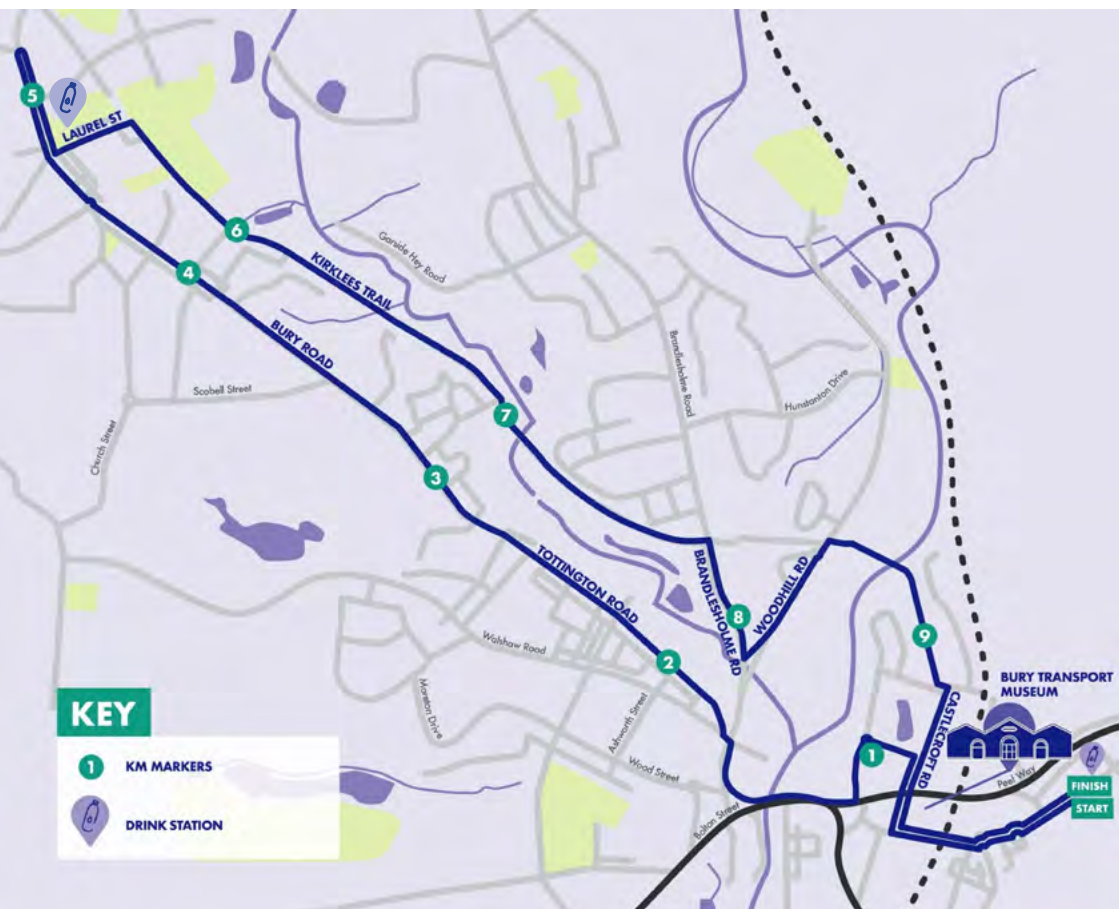 5
LAUREL ST
6
4
KIRKLEES TRAIL
Garside Hey Road
BURY ROAD
Brandlesholme Road
Scobell Street
Hunstanton Drive
7
Church Street
3
TOTTINGTON ROAD
BRANDLESHOLME RD
WOODHILL RD
8
9
Walshaw Road
2
BURY TRANSPORT
MUSEUM
Moreton Drive
Ashworth Street
CASTLECROFT RD
1
Wood Street
Peel Way
Bolton Street
FINISH
START
KEY
1 KM MARKERS
DRINK STATION